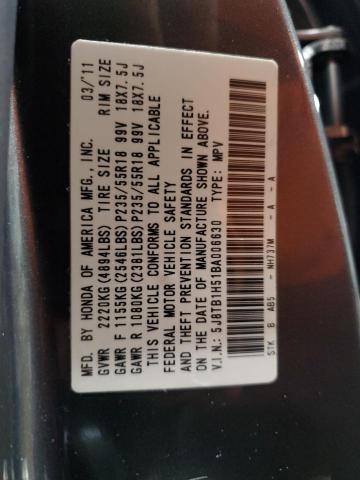 MFD. BY HONDA OF AMERICA MFG., INC. 03/'11
GVWR 2220KG(4894LBS) TIRE SIZE RIM SIZE
GAWR F 1155KG(2546LBS)P235/55R18 99V 18X7.5J
GAWR R 1080KG(2381LBS)P235/55R18 99V 18X7.5J
THIS VEHICLE CONFORMS TO ALL APPLICABLE
FEDERAL MOTOR VEHICLE SAFETY
AND THEFT PREVENTION STANDARDS IN EFFECT
ON THE DATE OF MANUFACTURE SHOWN ABOVE.
V.I.N.: 5J8TB1H51BA006630 TYPE: MPV
STK B AB5 - NH737M - A - A